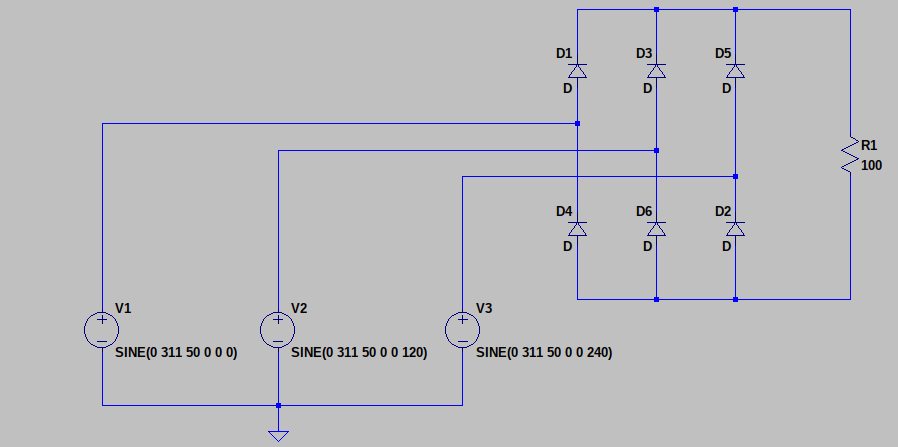 D1
D3
D5
D
D
D
R1
100
D4
D6
D2
D
D
D
V1
V2
V3
SINE(0 311 50 0 0 0)
SINE(0 311 50 0 0 120)
SINE(0 311 50 0 0 240)